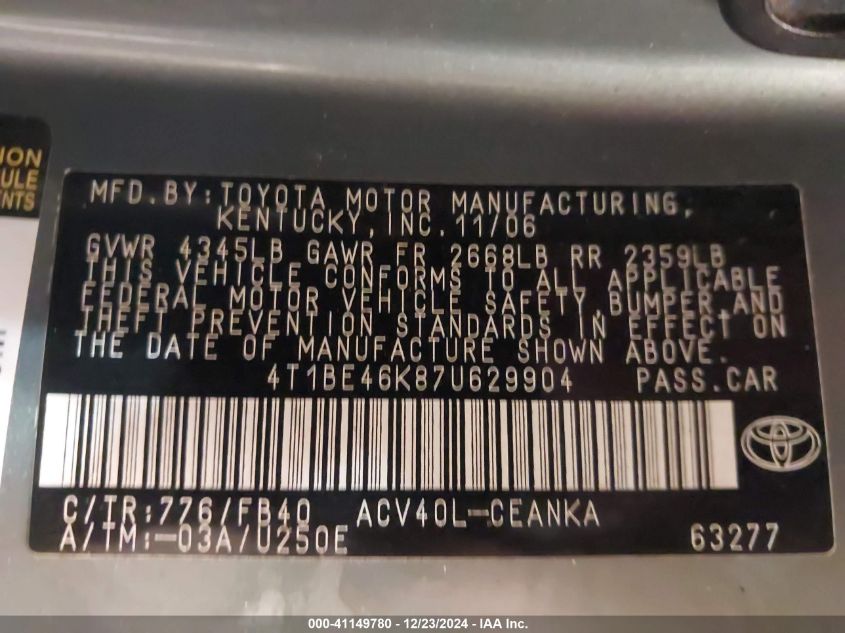 ION
ULE
NTS
MFD.BY:TOYOTA MOTOR MANUFACTURING,
KENTUCKY,INC.11/06
GVWR 4345LB GAWR FR 2668LB RR 2359LB
THIS VEHICLE CONFORMS TO ALL APPLICABLE
FEDERAL MOTOR VEHICLE SAFETY,BUMPER,AND
THEFT PREVENTION STANDARDS IN EFFECT ON
THE DATE OF MANUFACTURE SHOWN ABOVE.
4T1BE46K87U629904 PASS.CAR
C/TR:776/FB40 ACV40L-CEANKA
A/TM:-03A/U250E 63277
000-41149780 - 12/23/2024 - IAA Inc.